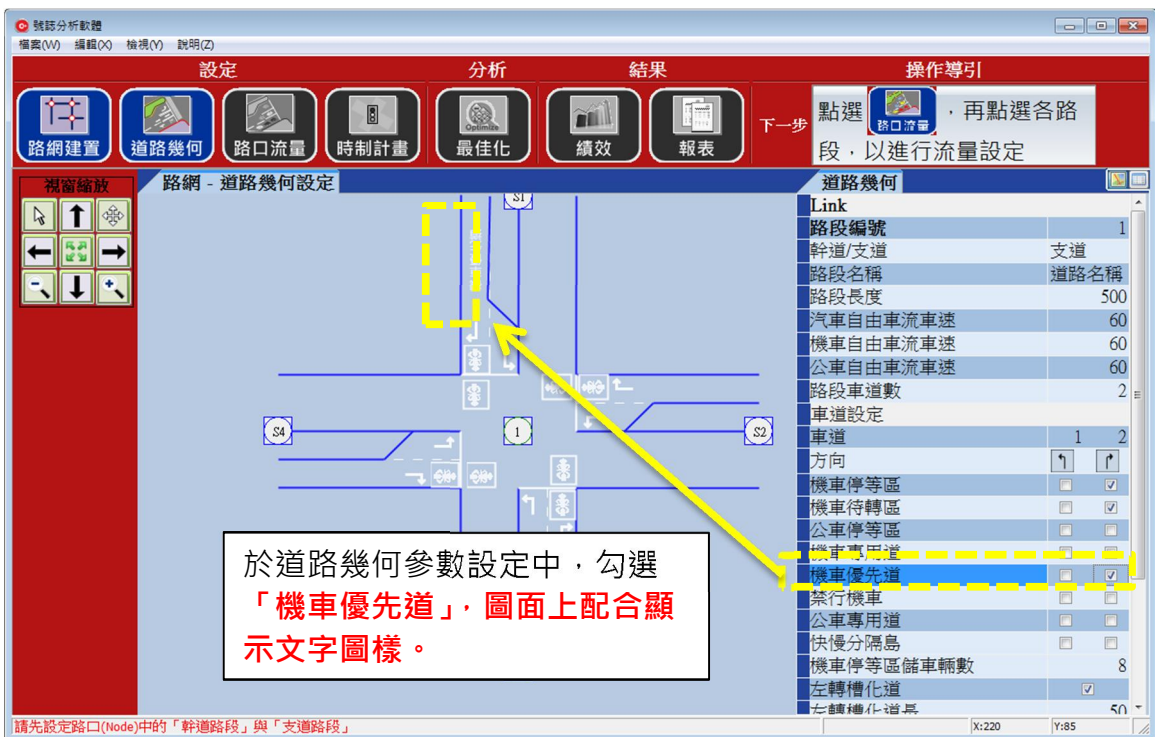 號誌分析軟體
檔案(W) 編輯(X) 檢視(Y) 說明(Z)
設定 分析 結果 操作導引
路網建置 道路幾何 路口流量 時制計畫 Optimize 最佳化 績效 報表 下一步
點選 路口流量 ,再點選各路
段,以進行流量設定
視窗縮放
路網 - 道路幾何設定
S1
S4
1
S2
於道路幾何參數設定中,勾選
「機車優先道」,圖面上配合顯
示文字圖樣。
道路幾何
Link
路段編號 1
幹道/支道 支道
路段名稱 道路名稱
路段長度 500
汽車自由車流車速 60
機車自由車流車速 60
公車自由車流車速 60
路段車道數 2
車道設定
車道 1 2
方向
機車停等區
機車待轉區
公車停等區
機車專用道
機車優先道
禁行機車
公車專用道
快慢分隔島
機車停等區儲車輛數 8
左轉槽化道
左轉槽化道長 50
請先設定路口(Node)中的「幹道路段」與「支道路段」
X:220 Y:85